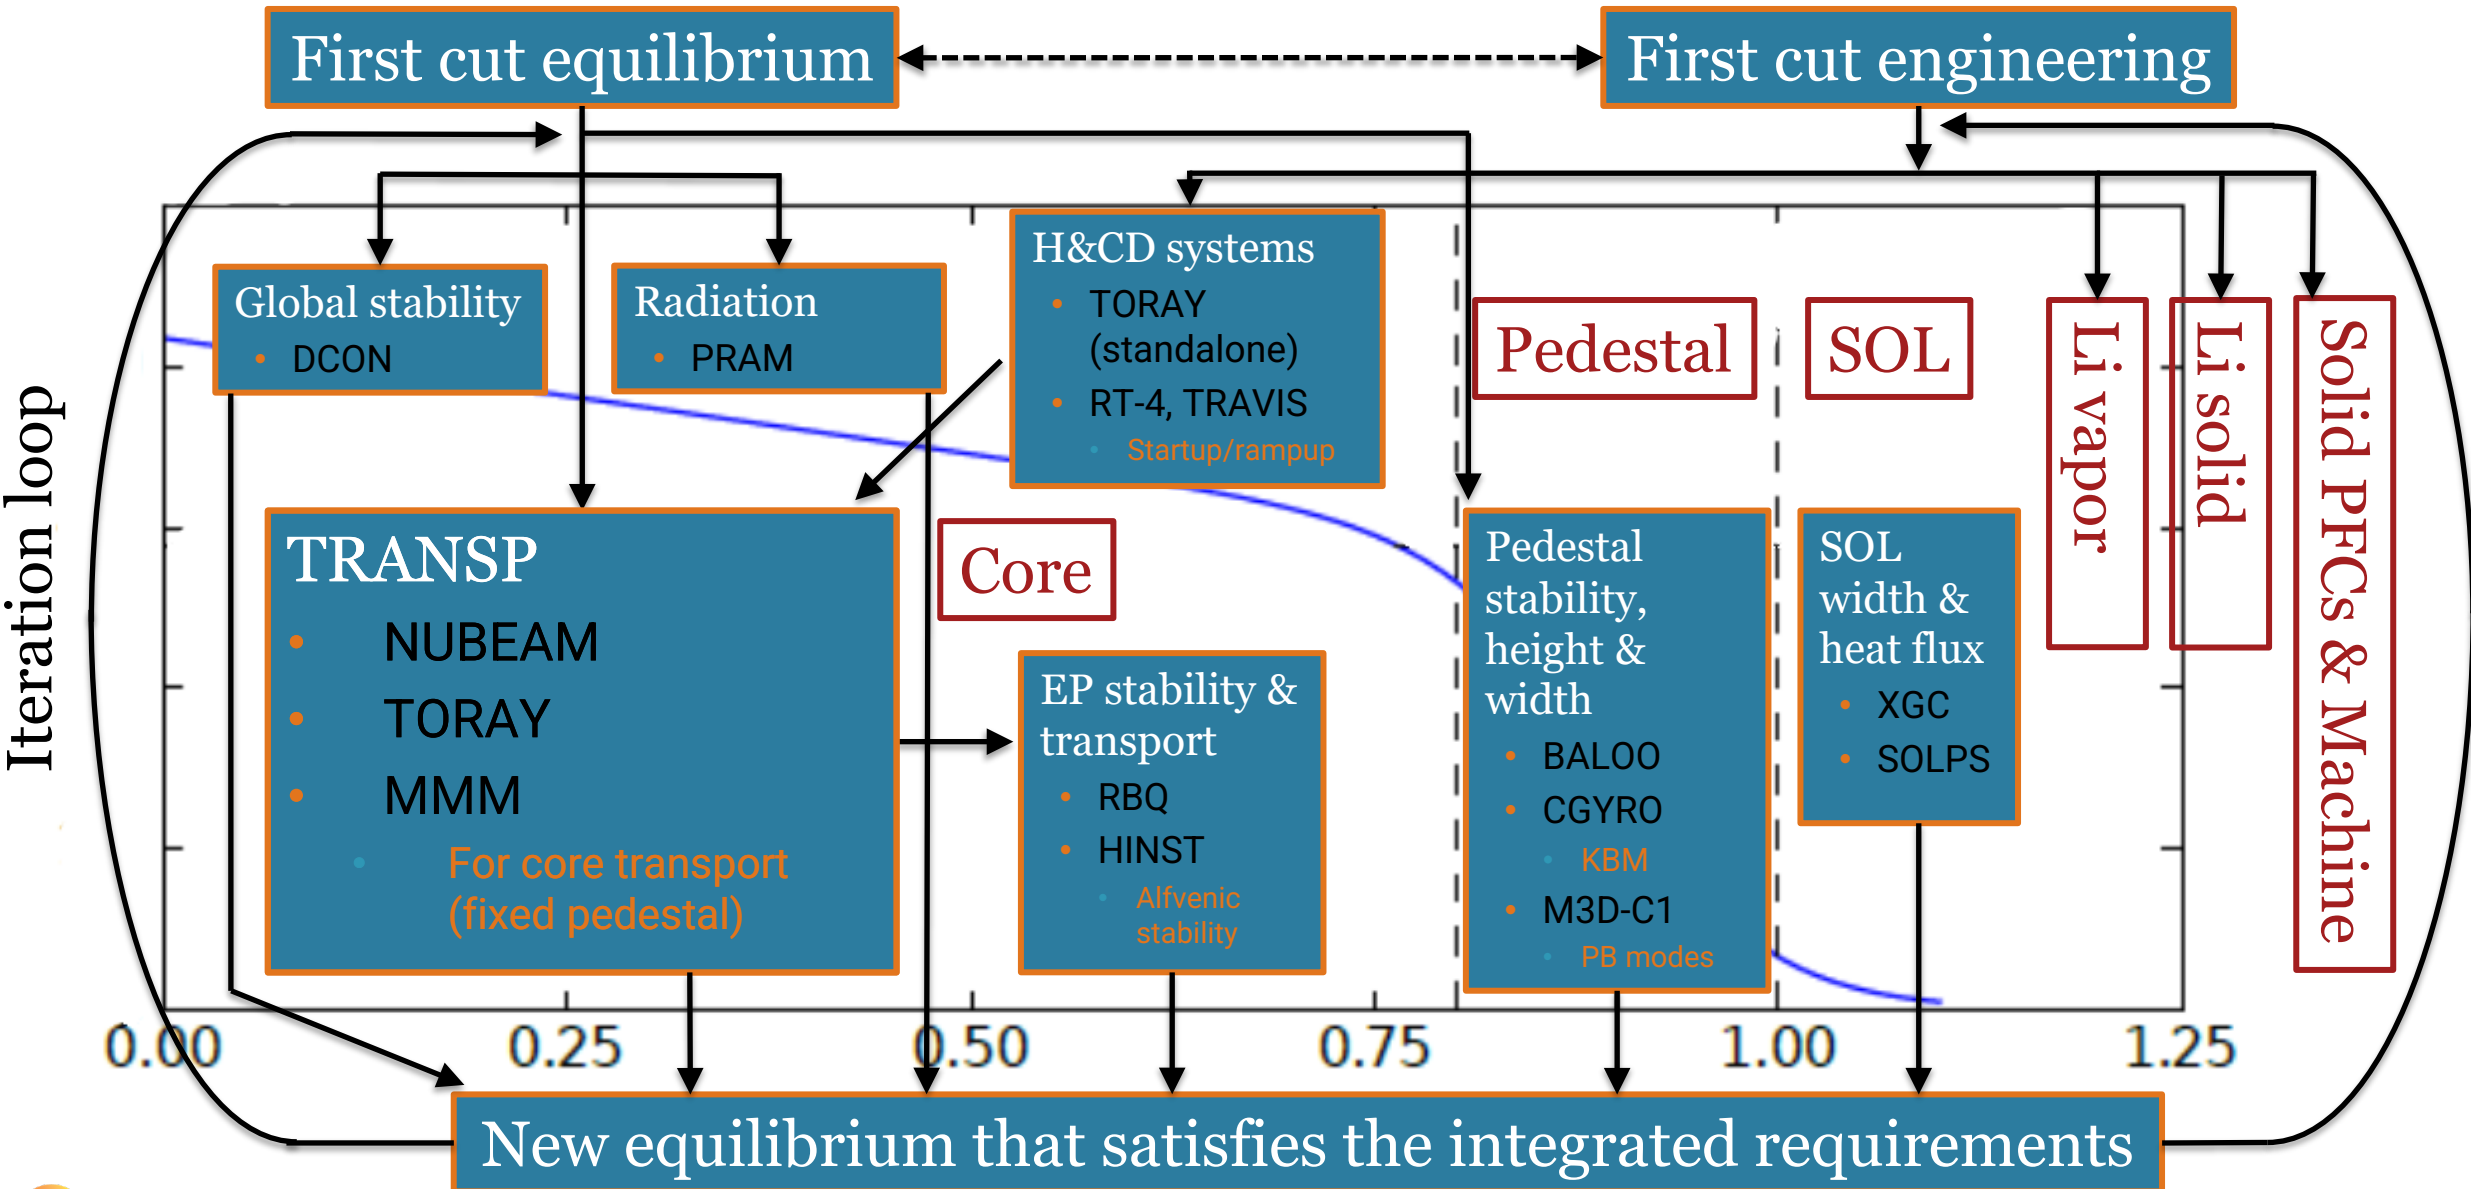 First cut equilibrium
First cut engineering
Iteration loop
Global stability
• DCON
Radiation
• PRAM
H&CD systems
• TORAY
(standalone)
• RT-4, TRAVIS
• Startup/rampup
Pedestal
SOL
Li vapor
Li solid
Solid PFCs & Machine
TRANSP
• NUBEAM
• TORAY
• MMM
• For core transport
(fixed pedestal)
Core
EP stability &
transport
• RBQ
• HINST
• Alfvenic
stability
Pedestal
stability,
height &
width
• BALOO
• CGYRO
• KBM
• M3D-C1
• PB modes
SOL
width &
heat flux
• XGC
• SOLPS
0.00
0.25
0.50
0.75
1.00
1.25
New equilibrium that satisfies the integrated requirements